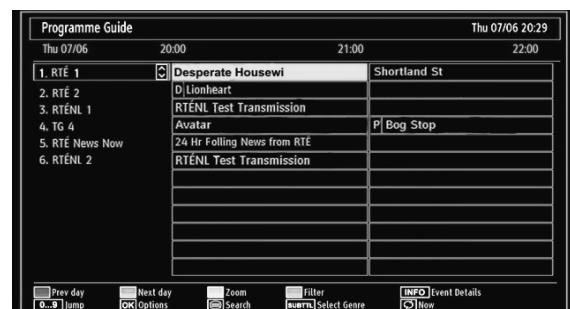 Programme Guide Thu 07/06 20:29
Thu 07/06 20:00 21:00 22:00
1. RTÉ 1 Desperate Housewi Shortland St
2. RTÉ 2 D Lionheart
3. RTÉNL 1 RTÉNL Test Transmission
4. TG 4 Avatar P Bog Stop
5. RTÉ News Now 24 Hr Folling News from RTÉ
6. RTÉNL 2 RTÉNL Test Transmission
Prev day Next day Zoom Filter INFO Event Details
0...9 Jump OK Options Search SUBTTL Select Genre Now